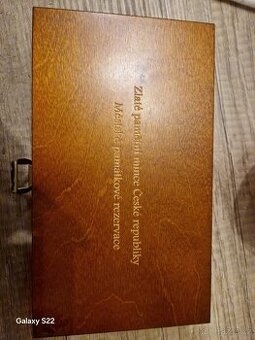 Zlaté pamětní mince České republiky
Městské památkové rezervace
Galaxy S22